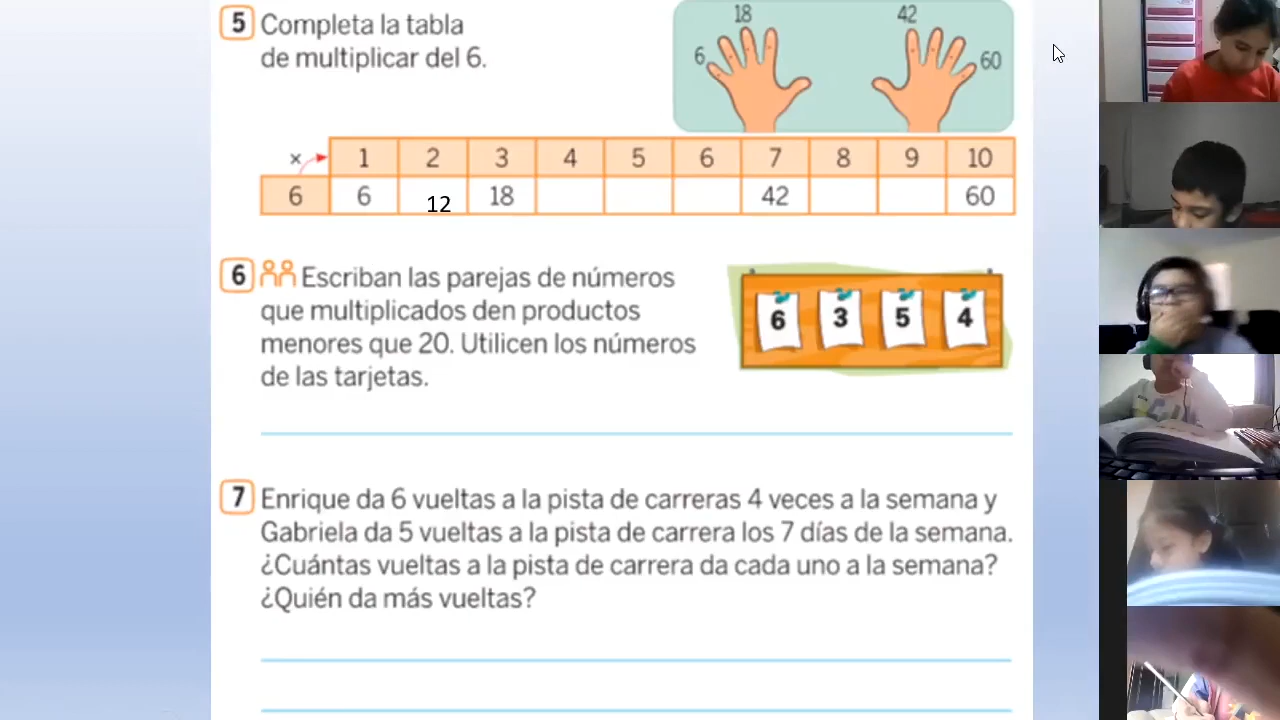 5 Completa la tabla
de multiplicar del 6.
18 42
6 60
× 1 2 3 4 5 6 7 8 9 10
6 6 12 18 42 60
6 Escriban las parejas de números
que multiplicados den productos
menores que 20. Utilicen los números
de las tarjetas.
6 3 5 4
7 Enrique da 6 vueltas a la pista de carreras 4 veces a la semana y
Gabriela da 5 vueltas a la pista de carrera los 7 días de la semana.
¿Cuántas vueltas a la pista de carrera da cada uno a la semana?
¿Quién da más vueltas?